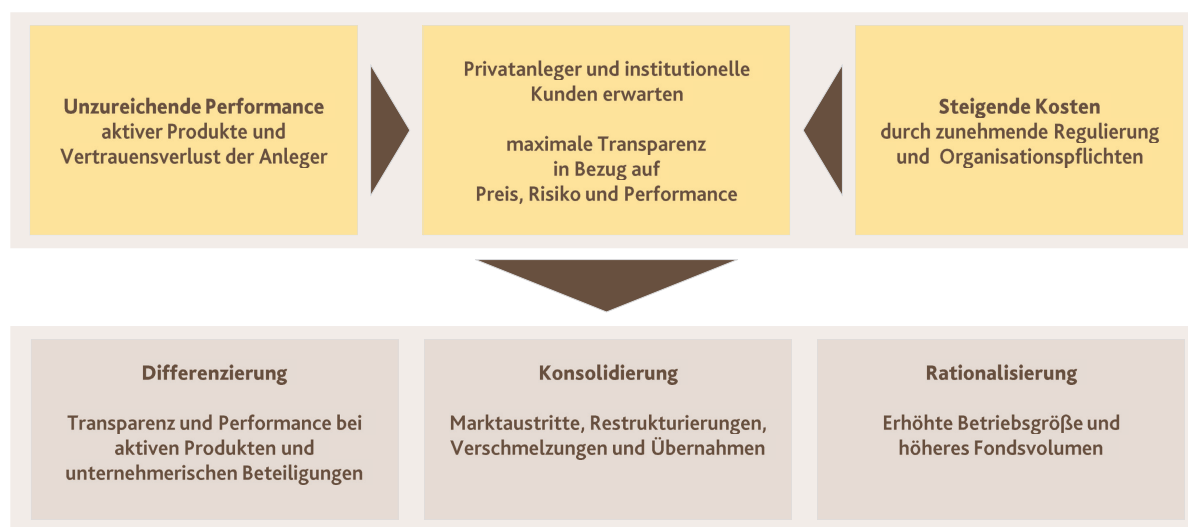 Unzureichende Performance
aktiver Produkte und
Vertrauensverlust der Anleger
Privatanleger und institutionelle
Kunden erwarten
maximale Transparenz
in Bezug auf
Preis, Risiko und Performance
Steigende Kosten
durch zunehmende Regulierung
und Organisationspflichten
Differenzierung
Transparenz und Performance bei
aktiven Produkten und
unternehmerischen Beteiligungen
Konsolidierung
Marktaustritte, Restrukturierungen,
Verschmelzungen und Übernahmen
Rationalisierung
Erhöhte Betriebsgröße und
höheres Fondsvolumen